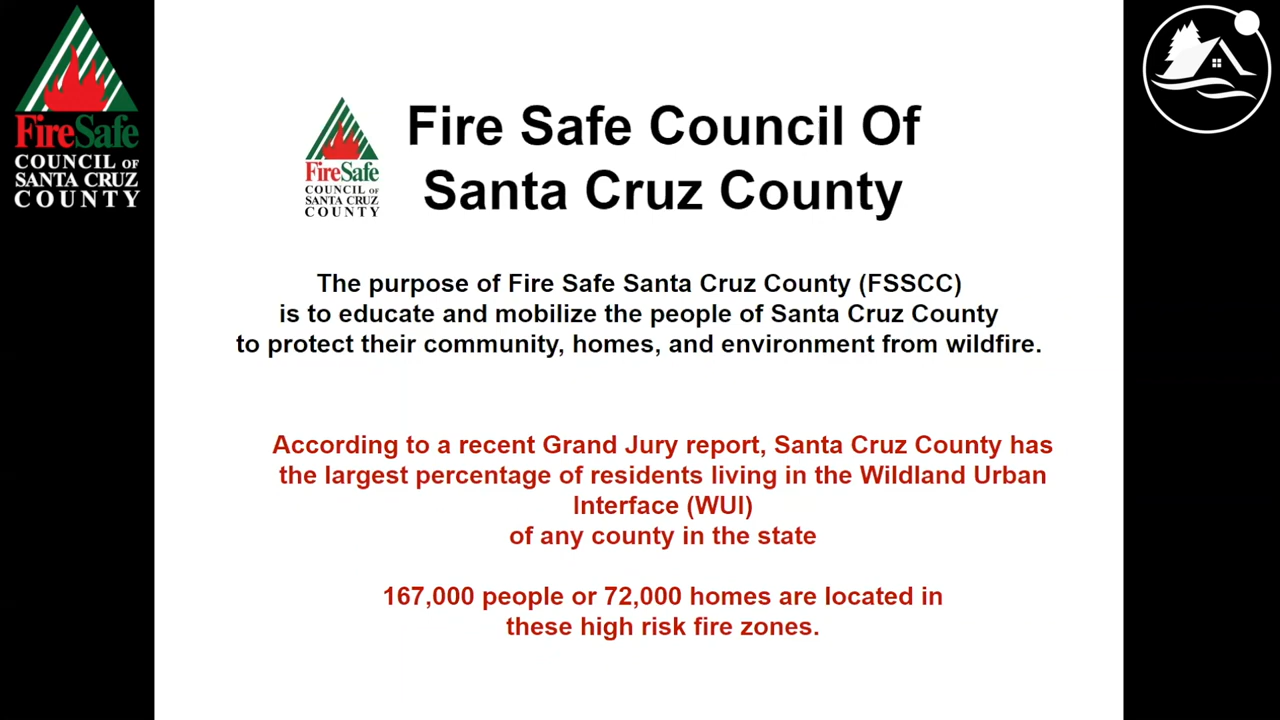 FireSafe
COUNCIL OF
SANTA CRUZ
COUNTY
Fire Safe Council Of
Santa Cruz County
FireSafe
COUNCIL OF
SANTA CRUZ
COUNTY
The purpose of Fire Safe Santa Cruz County (FSSCC)
is to educate and mobilize the people of Santa Cruz County
to protect their community, homes, and environment from wildfire.
According to a recent Grand Jury report, Santa Cruz County has
the largest percentage of residents living in the Wildland Urban
Interface (WUI)
of any county in the state
167,000 people or 72,000 homes are located in
these high risk fire zones.